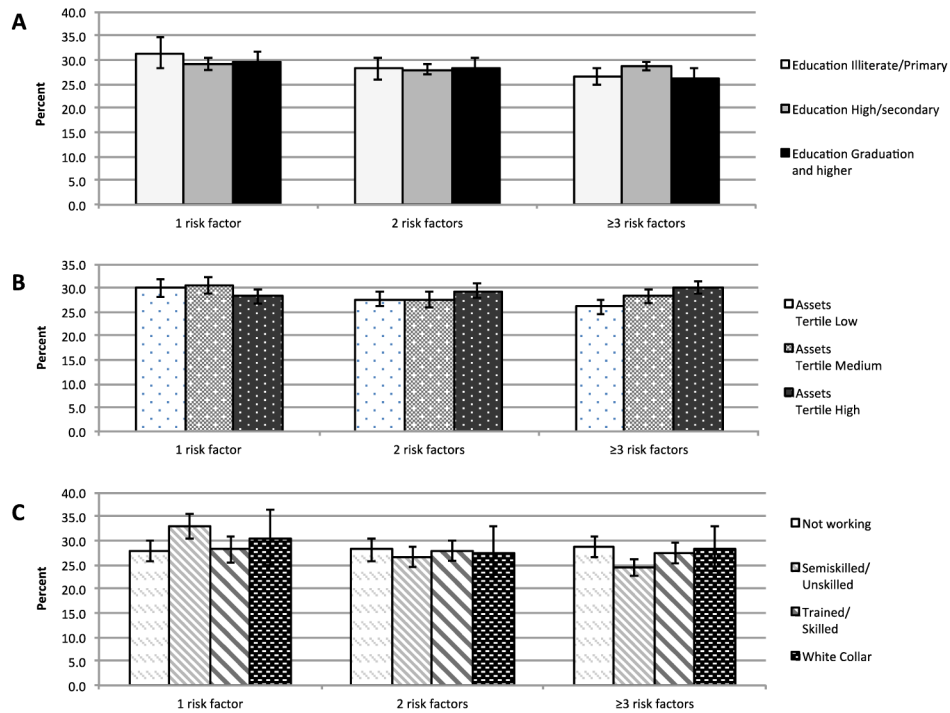 A
40.0
35.0
30.0
25.0
20.0
15.0
10.0
5.0
0.0
Percent
1 risk factor
2 risk factors
≥3 risk factors
Education Illiterate/Primary
Education High/secondary
Education Graduation
and higher
B
35.0
30.0
25.0
20.0
15.0
10.0
5.0
0.0
Percent
1 risk factor
2 risk factors
≥3 risk factors
Assets
Tertile Low
Assets
Tertile Medium
Assets
Tertile High
C
40.0
35.0
30.0
25.0
20.0
15.0
10.0
5.0
0.0
Percent
1 risk factor
2 risk factors
≥3 risk factors
Not working
Semiskilled/
Unskilled
Trained/
Skilled
White Collar